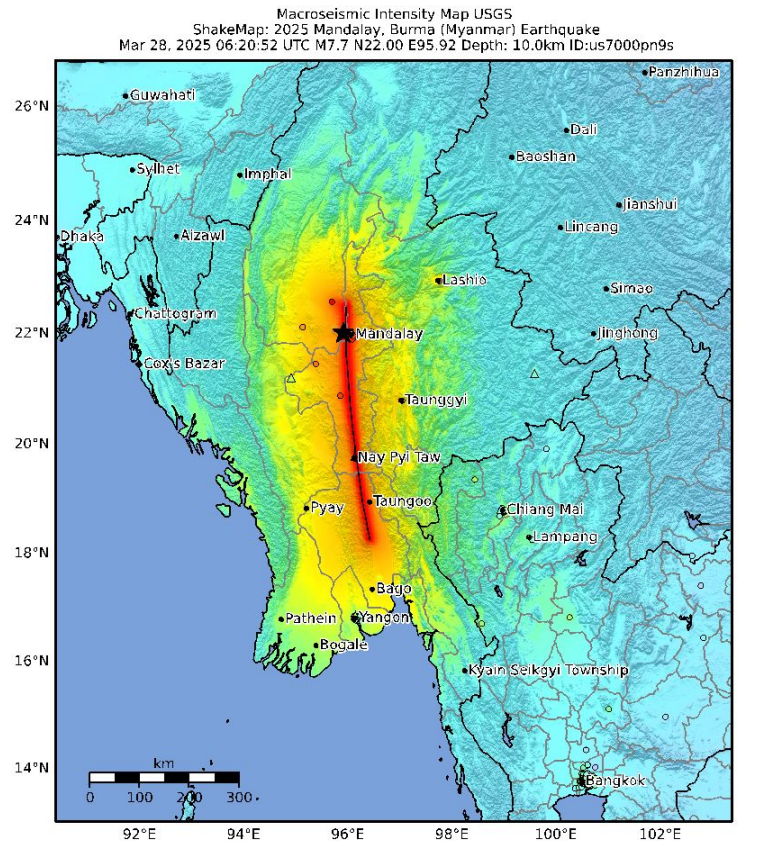 Macroseismic Intensity Map USGS
ShakeMap: 2025 Mandalay, Burma (Myanmar) Earthquake
Mar 28, 2025 06:20:52 UTC M7.7 N22.00 E95.92 Depth: 10.0km ID:us7000pn9s
Panzhihua
26°N
Guwahati
Dali
Baoshan
Sylhet
Imphal
Jianshui
24°N
Lincang
Dhaka
Aizawl
Lashio
Simao
Chattogram
22°N
Mandalay
Jinghong
Cox's Bazar
Taunggyi
20°N
Nay Pyi Taw
Taungoo
Pyay
Chiang Mai
Lampang
18°N
Bago
Pathein
Yangon
Bogale
16°N
Kyain Seikgyi Township
14°N
km
0 100 200 300
Bangkok
92°E 94°E 96°E 98°E 100°E 102°E